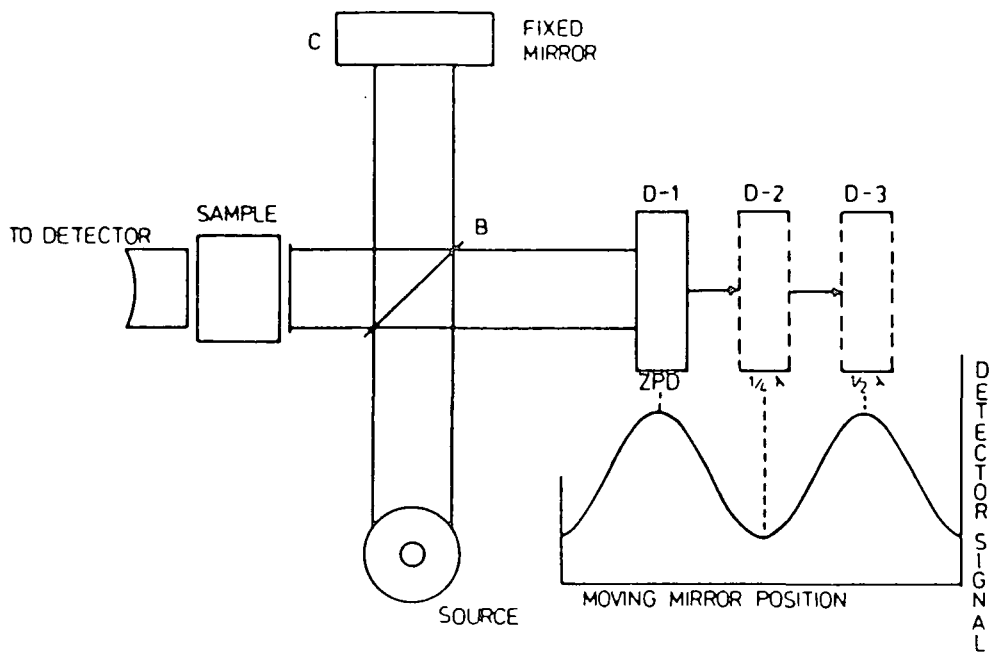 C
FIXED
MIRROR
D-1
D-2
D-3
SAMPLE
B
TO DETECTOR
ZPD
1/4 λ
1/2 λ
DETECTOR SIGNAL
MOVING MIRROR POSITION
SOURCE